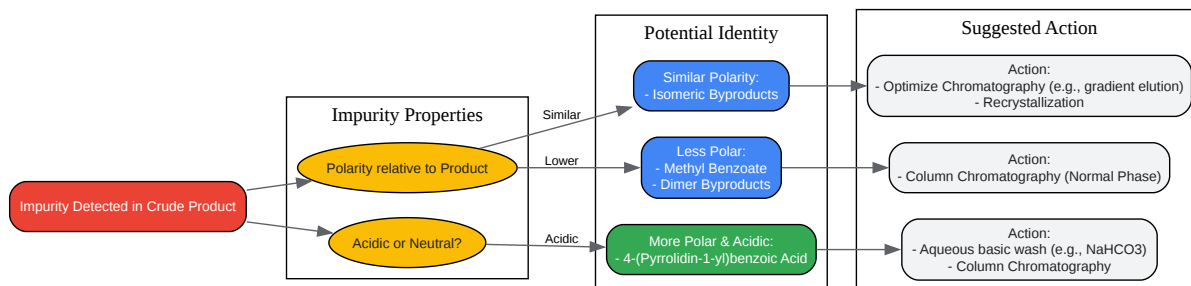 Impurity Detected in Crude Product
Impurity Properties
Polarity relative to Product
Acidic or Neutral?
Similar
Lower
Acidic
Potential Identity
Similar Polarity:
- Isomeric Byproducts
Less Polar:
- Methyl Benzoate
- Dimer Byproducts
More Polar & Acidic:
- 4-(Pyrrolidin-1-yl)benzoic Acid
Suggested Action
Action:
- Optimize Chromatography (e.g., gradient elution)
- Recrystallization
Action:
- Column Chromatography (Normal Phase)
Action:
- Aqueous basic wash (e.g., NaHCO3)
- Column Chromatography